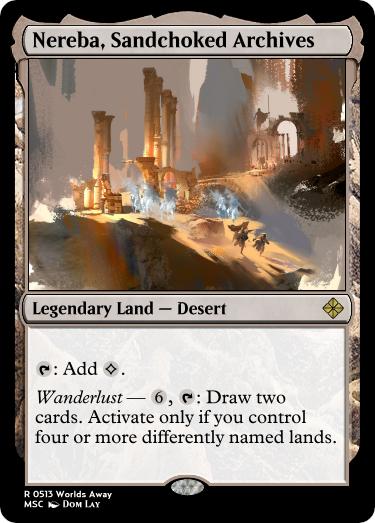 Nereba, Sandchoked Archives
Legendary Land — Desert
: Add .
Wanderlust — 6, : Draw two
cards. Activate only if you control
four or more differently named lands.
R 0513 Worlds Away
MSC Dom Lay